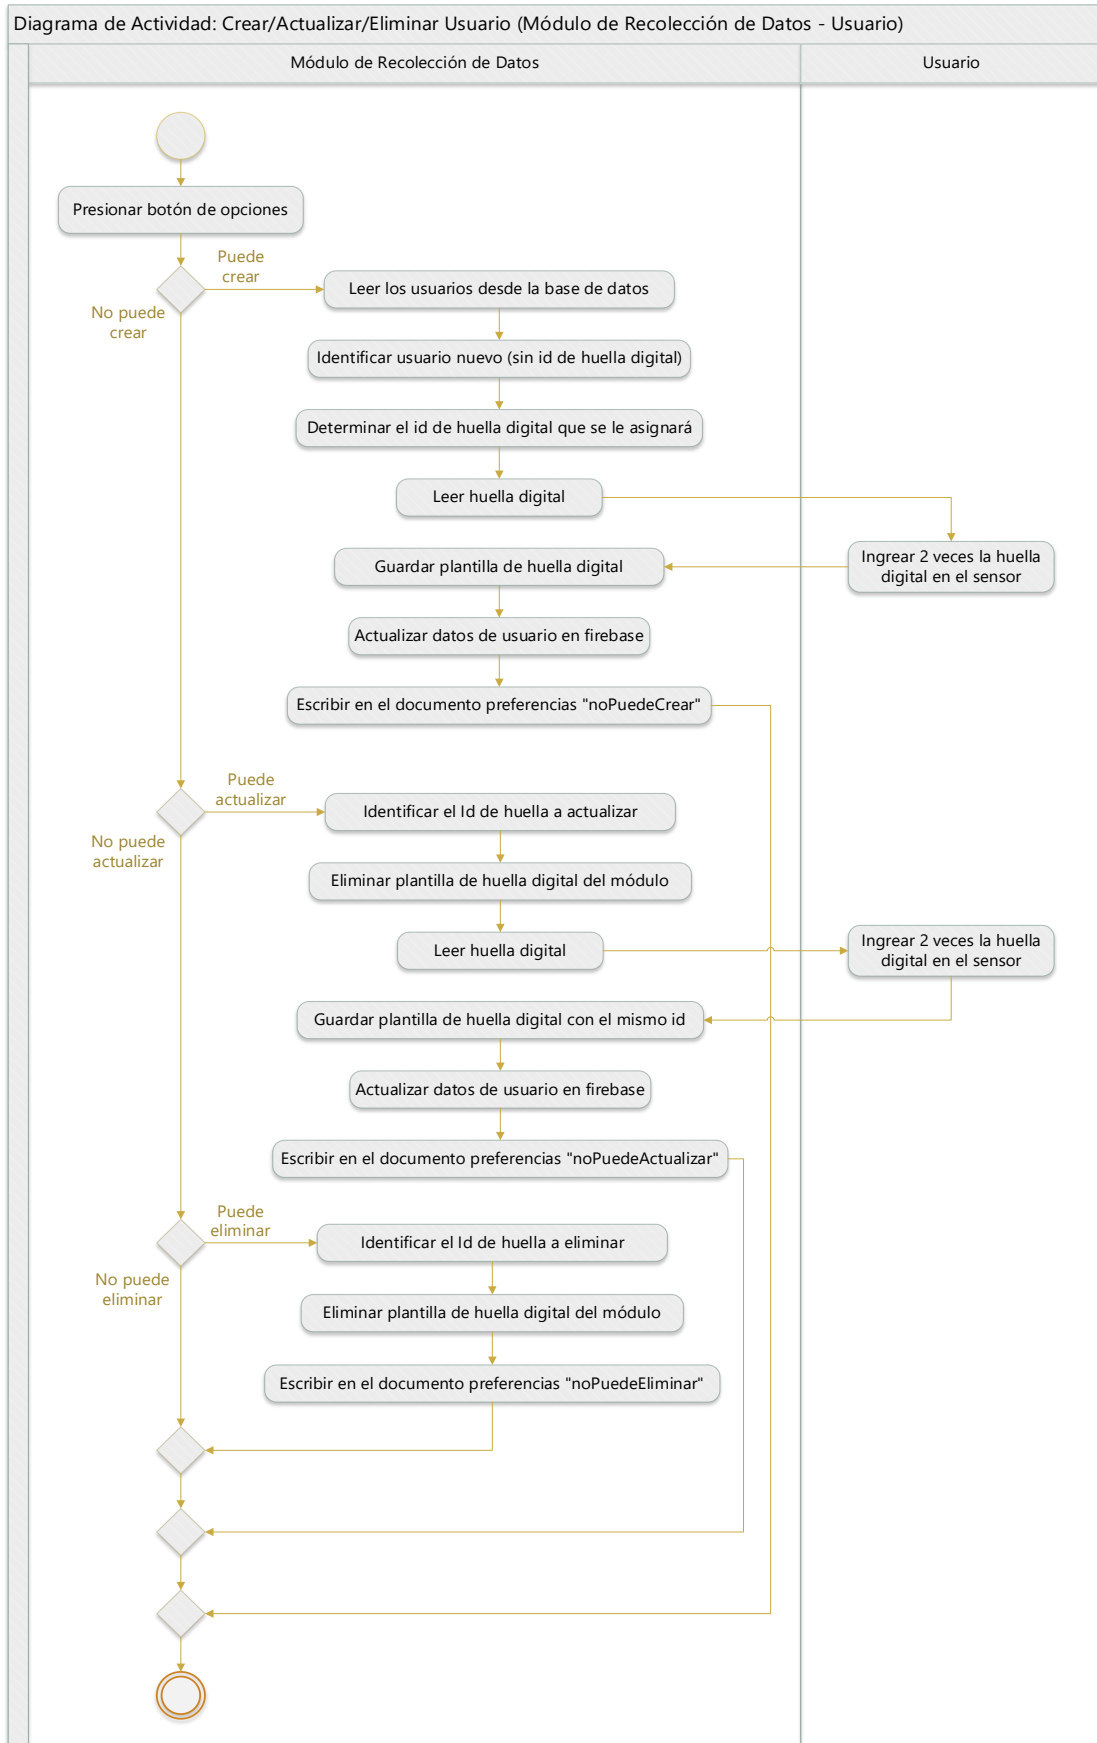 Diagrama de Actividad: Crear/Actualizar/Eliminar Usuario (Módulo de Recolección de Datos - Usuario)
Módulo de Recolección de Datos
Usuario
Presionar botón de opciones
Puede
crear
No puede
crear
Leer los usuarios desde la base de datos
Identificar usuario nuevo (sin id de huella digital)
Determinar el id de huella digital que se le asignará
Leer huella digital
Ingrear 2 veces la huella
digital en el sensor
Guardar plantilla de huella digital
Actualizar datos de usuario en firebase
Escribir en el documento preferencias "noPuedeCrear"
Puede
actualizar
No puede
actualizar
Identificar el Id de huella a actualizar
Eliminar plantilla de huella digital del módulo
Leer huella digital
Ingrear 2 veces la huella
digital en el sensor
Guardar plantilla de huella digital con el mismo id
Actualizar datos de usuario en firebase
Escribir en el documento preferencias "noPuedeActualizar"
Puede
eliminar
No puede
eliminar
Identificar el Id de huella a eliminar
Eliminar plantilla de huella digital del módulo
Escribir en el documento preferencias "noPuedeEliminar"